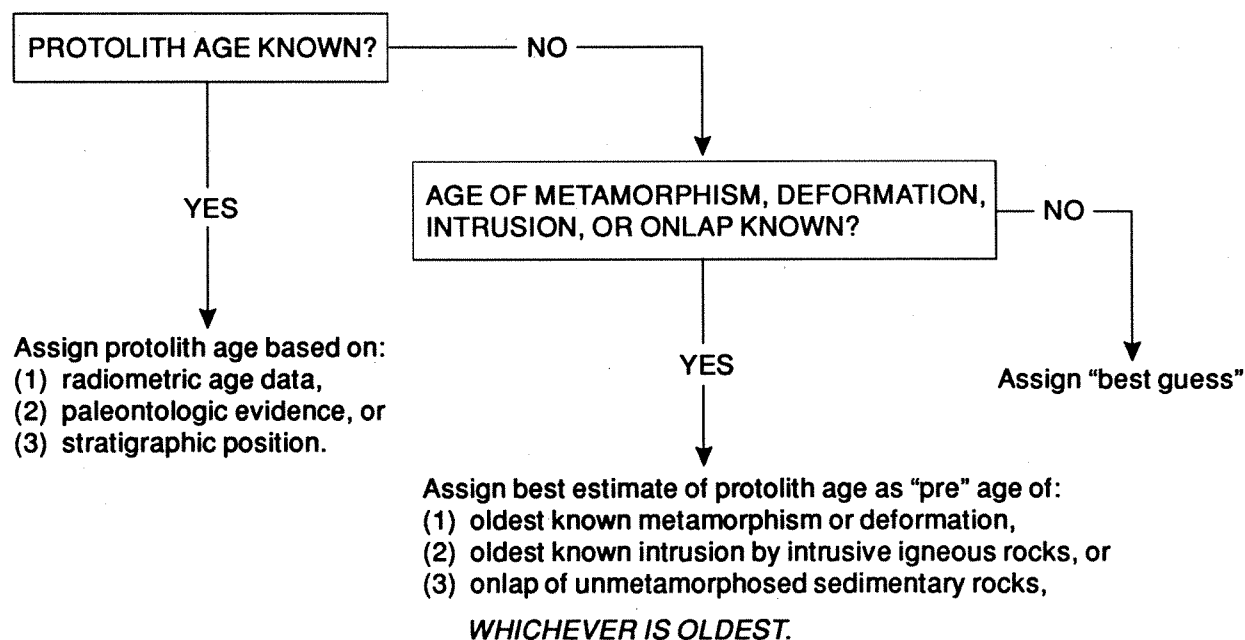 PROTOLITH AGE KNOWN?
NO
YES
AGE OF METAMORPHISM, DEFORMATION,
INTRUSION, OR ONLAP KNOWN?
NO
Assign protolith age based on:
(1) radiometric age data,
(2) paleontologic evidence, or
(3) stratigraphic position.
YES
Assign "best guess"
Assign best estimate of protolith age as "pre" age of:
(1) oldest known metamorphism or deformation,
(2) oldest known intrusion by intrusive igneous rocks, or
(3) onlap of unmetamorphosed sedimentary rocks,
WHICHEVER IS OLDEST.